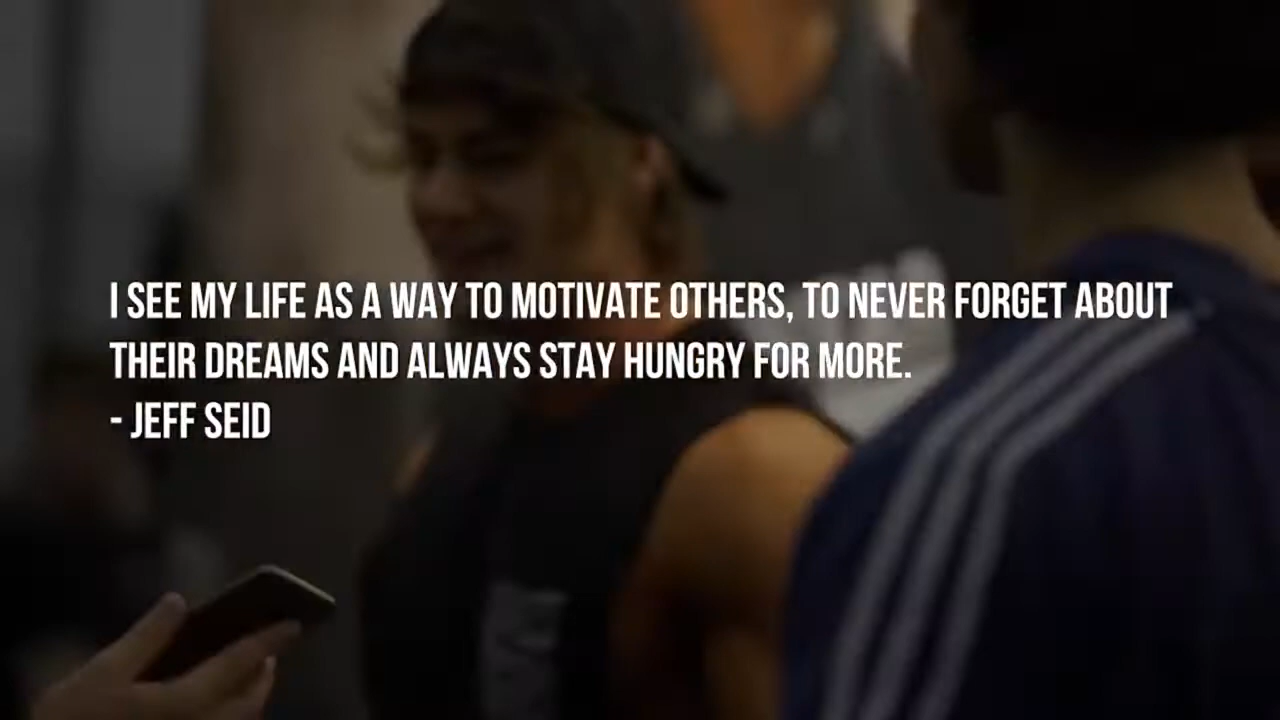 I SEE MY LIFE AS A WAY TO MOTIVATE OTHERS, TO NEVER FORGET ABOUT
THEIR DREAMS AND ALWAYS STAY HUNGRY FOR MORE.
- JEFF SEID